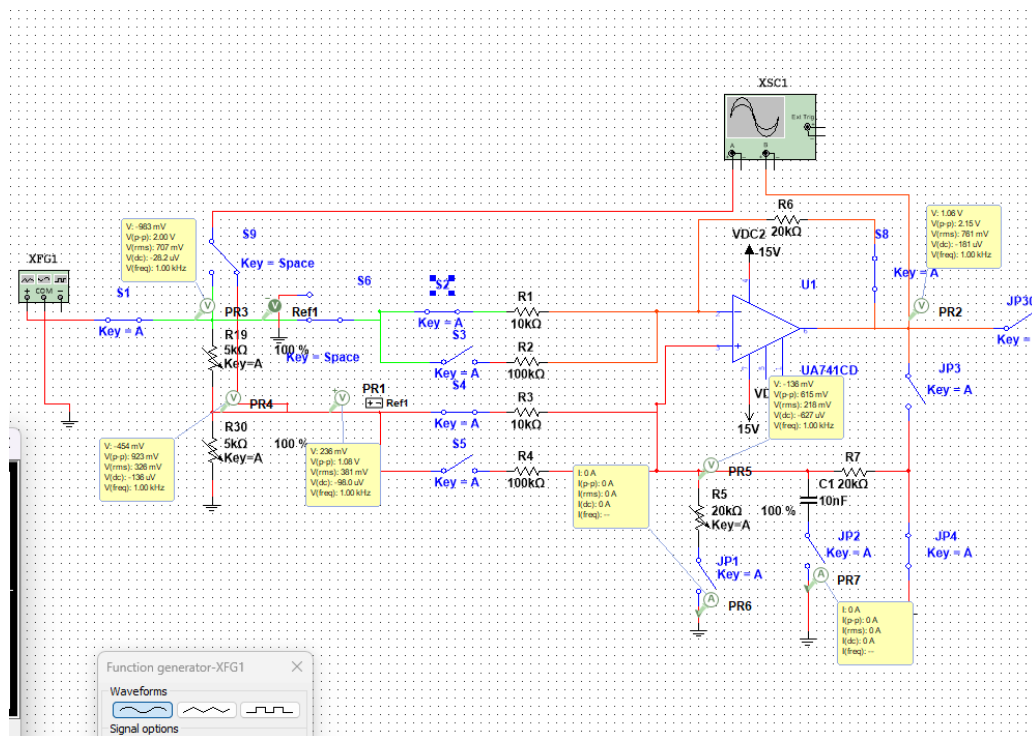 XSC1
Ext Trig
A
B
V: -983 mV
V(p-p): 2.00 V
V(rms): 707 mV
V(dc): -28.2 uV
V(freq): 1.00 kHz
S9
Key = Space
R6
20kΩ
VDC2
-15V
S8
Key = A
V: 1.06 V
V(p-p): 2.15 V
V(rms): 761 mV
V(dc): -181 uV
V(freq): 1.00 kHz
PR2
XFG1
COM
S1
Key = A
PR3
S6
Ref1
Key = Space
S2
Key = A
R1
10kΩ
U1
UA741CD
JP30
Key =
R19
5kΩ
Key=A
100 %
S3
Key = A
R2
100kΩ
S4
Key = A
R3
10kΩ
PR4
PR1
Ref1
VD
15V
V: -136 mV
V(p-p): 615 mV
V(rms): 218 mV
V(dc): -627 uV
V(freq): 1.00 kHz
JP3
Key = A
R30
5kΩ
Key=A
100 %
V: -454 mV
V(p-p): 923 mV
V(rms): 326 mV
V(dc): -136 uV
V(freq): 1.00 kHz
V: 236 mV
V(p-p): 1.08 V
V(rms): 381 mV
V(dc): -98.0 uV
V(freq): 1.00 kHz
S5
Key = A
R4
100kΩ
PR5
R7
20kΩ
I: 0 A
I(p-p): 0 A
I(rms): 0 A
I(dc): 0 A
I(freq): --
R5
20kΩ
Key=A
100 %
C1
10nF
JP1
Key = A
PR6
JP2
Key = A
PR7
JP4
Key = A
I: 0 A
I(p-p): 0 A
I(rms): 0 A
I(dc): 0 A
I(freq): --
Function generator-XFG1
Waveforms
Signal options